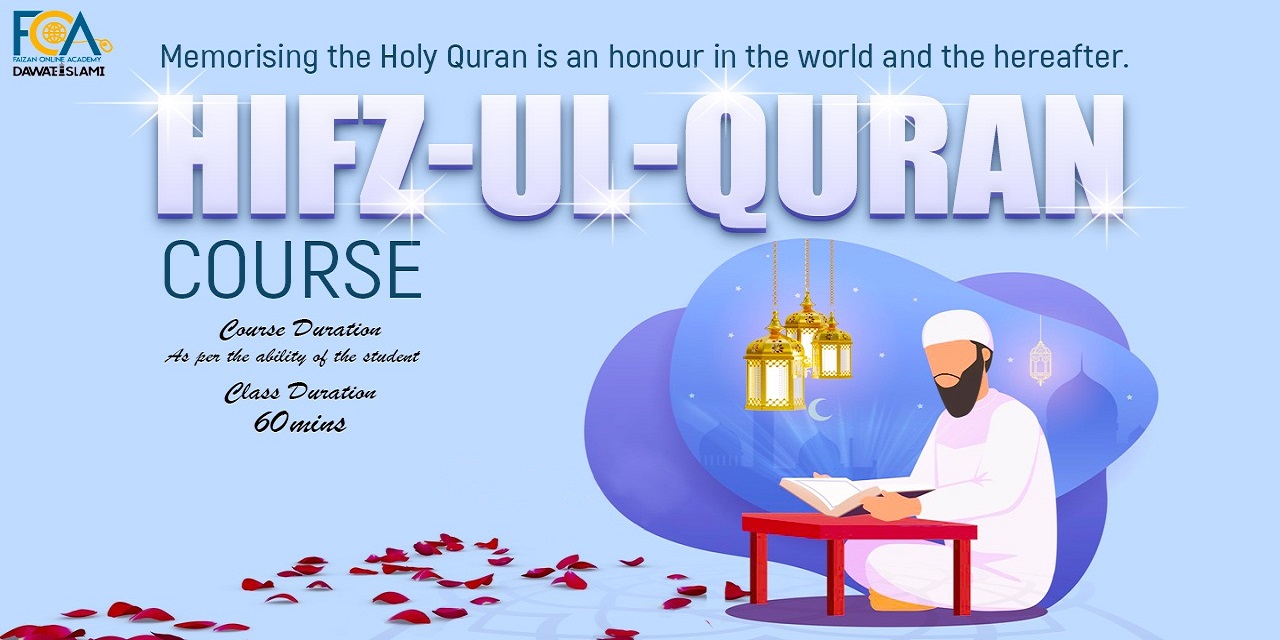 FOA
FAIZAN ONLINE ACADEMY
DAWATEISLAMI
Memorising the Holy Quran is an honour in the world and the hereafter.
HIFZ-UL-QURAN
COURSE
Course Duration
As per the ability of the student
Class Duration
60mins